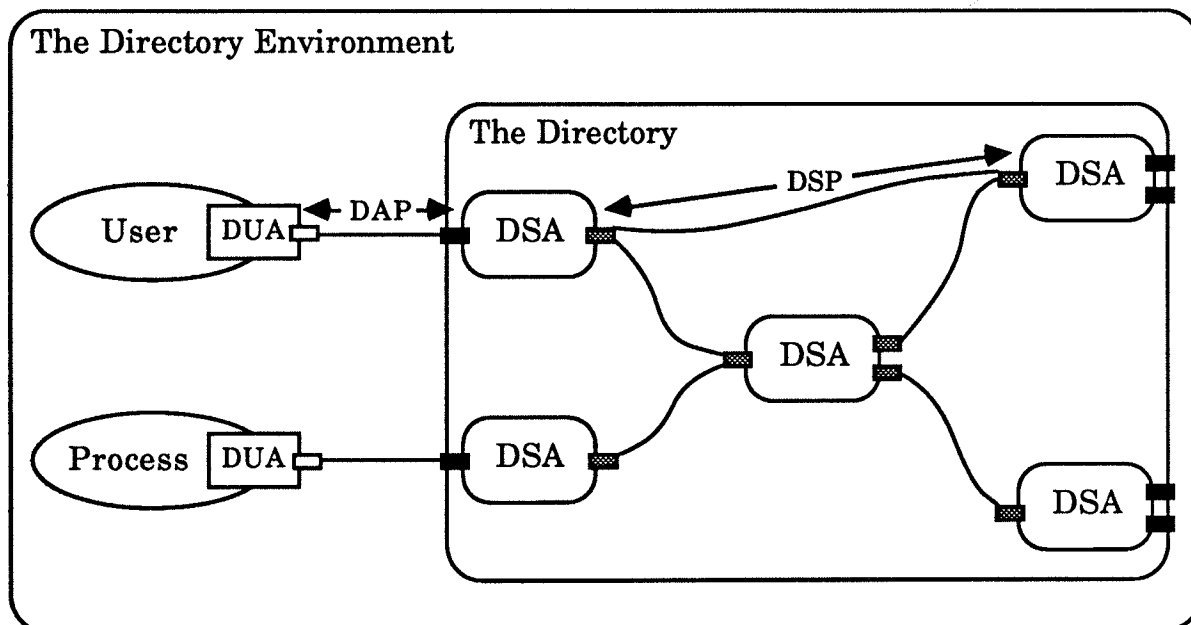 The Directory Environment
The Directory
DSP
DSA
DAP
User
DUA
DSA
DSA
Process
DUA
DSA
DSA